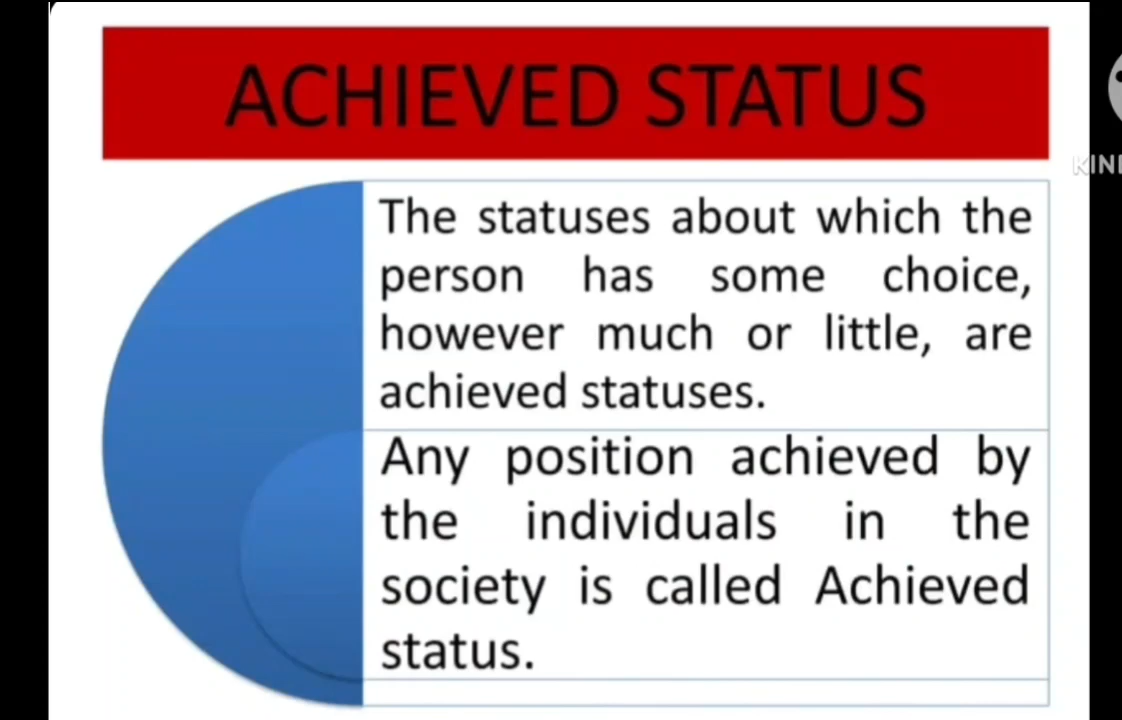 ACHIEVED STATUS
The statuses about which the
person has some choice,
however much or little, are
achieved statuses.
Any position achieved by
the individuals in the
society is called Achieved
status.